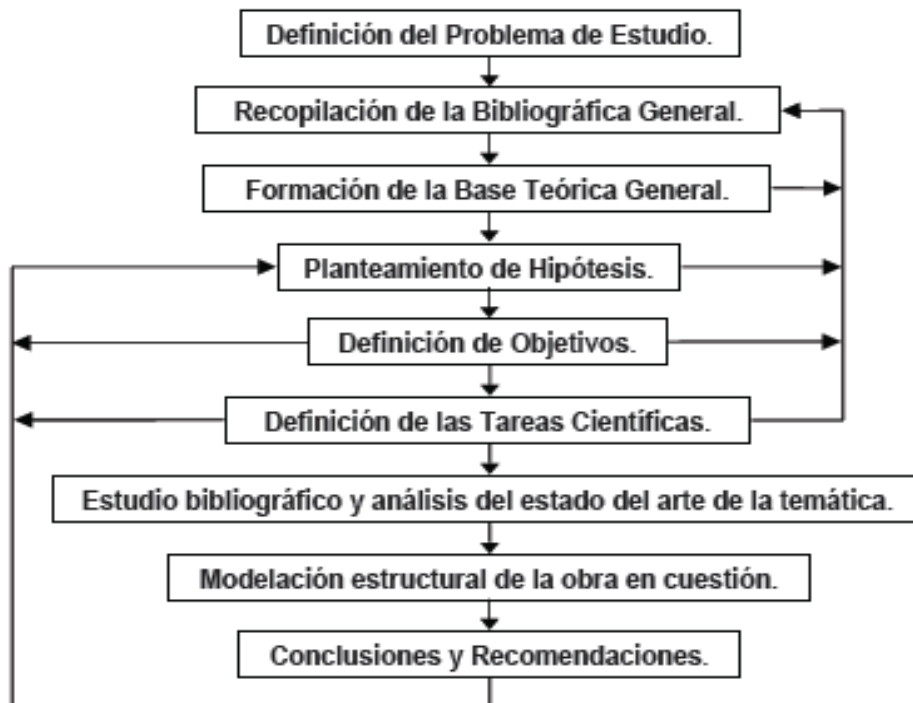 Definición del Problema de Estudio.
Recopilación de la Bibliográfica General.
Formación de la Base Teórica General.
Planteamiento de Hipótesis.
Definición de Objetivos.
Definición de las Tareas Científicas.
Estudio bibliográfico y análisis del estado del arte de la temática.
Modelación estructural de la obra en cuestión.
Conclusiones y Recomendaciones.